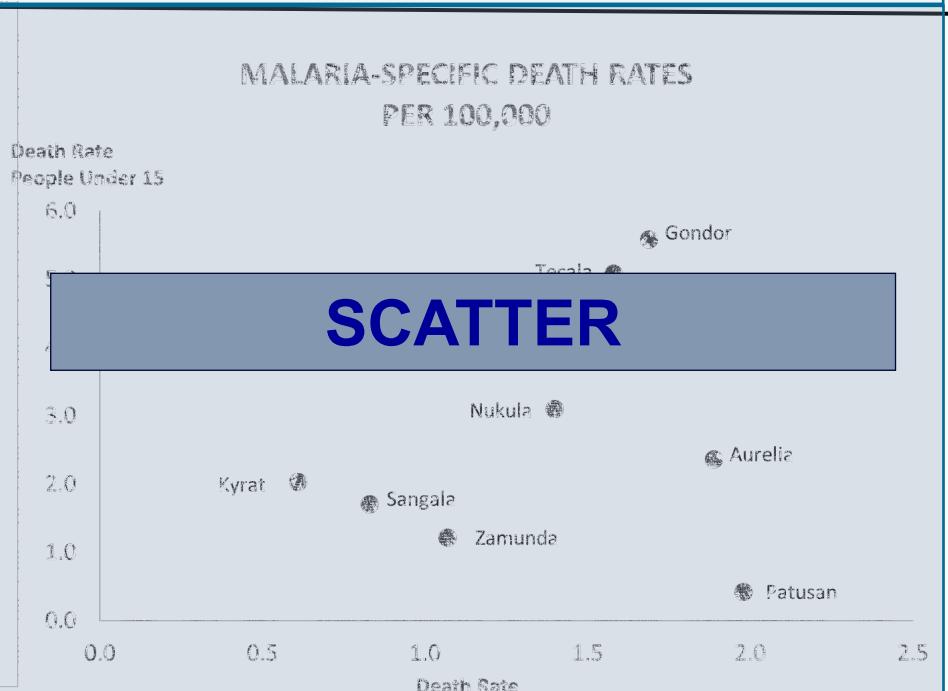 MALARIA-SPECIFIC DEATH RATES
PER 100,000
Death Rate
People Under 15
6.0
Gondor
Tecala
SCATTER
3.0
Nukula
Aurelia
2.0
Kyrat
Sangala
1.0
Zamunda
Patusan
0.0
0.0 0.5 1.0 1.5 2.0 2.5
Death Rate